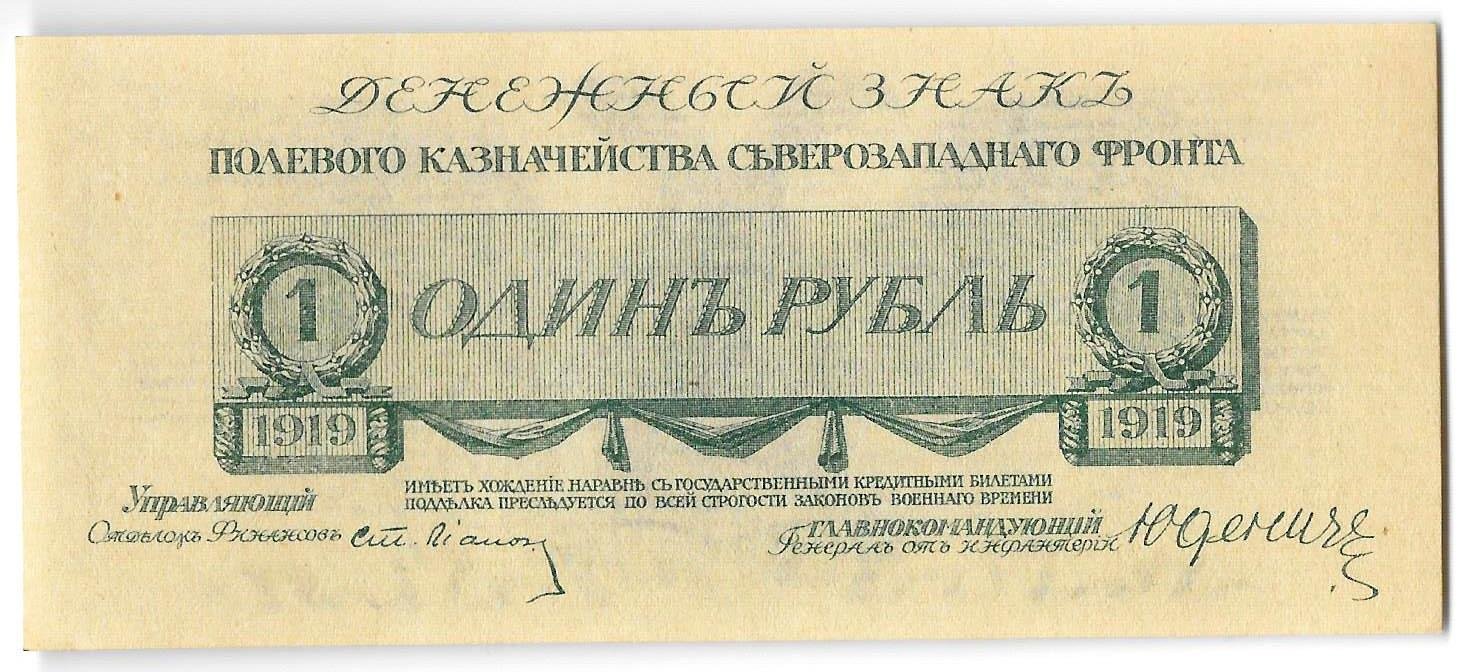 ДЕНЕЖНЫЙ ЗНАКЪ
ПОЛЕВОГО КАЗНАЧЕЙСТВА СѢВЕРОЗАПАДНАГО ФРОНТА
1 ОДИНЪ РУБЛЬ 1
1919 1919
ИМѢЕТЪ ХОЖДЕНІЕ НАРАВНѢ СЪ ГОСУДАРСТВЕННЫМИ КРЕДИТНЫМИ БИЛЕТАМИ
ПОДДѢЛКА ПРЕСЛѢДУЕТСЯ ПО ВСЕЙ СТРОГОСТИ ЗАКОНОВЪ ВОЕННАГО ВРЕМЕНИ
УПРАВЛЯЮЩІЙ
Отдѣломъ Финансовъ
ГЛАВНОКОМАНДУЮЩІЙ
Генералъ отъ инфантеріи Юденичъ